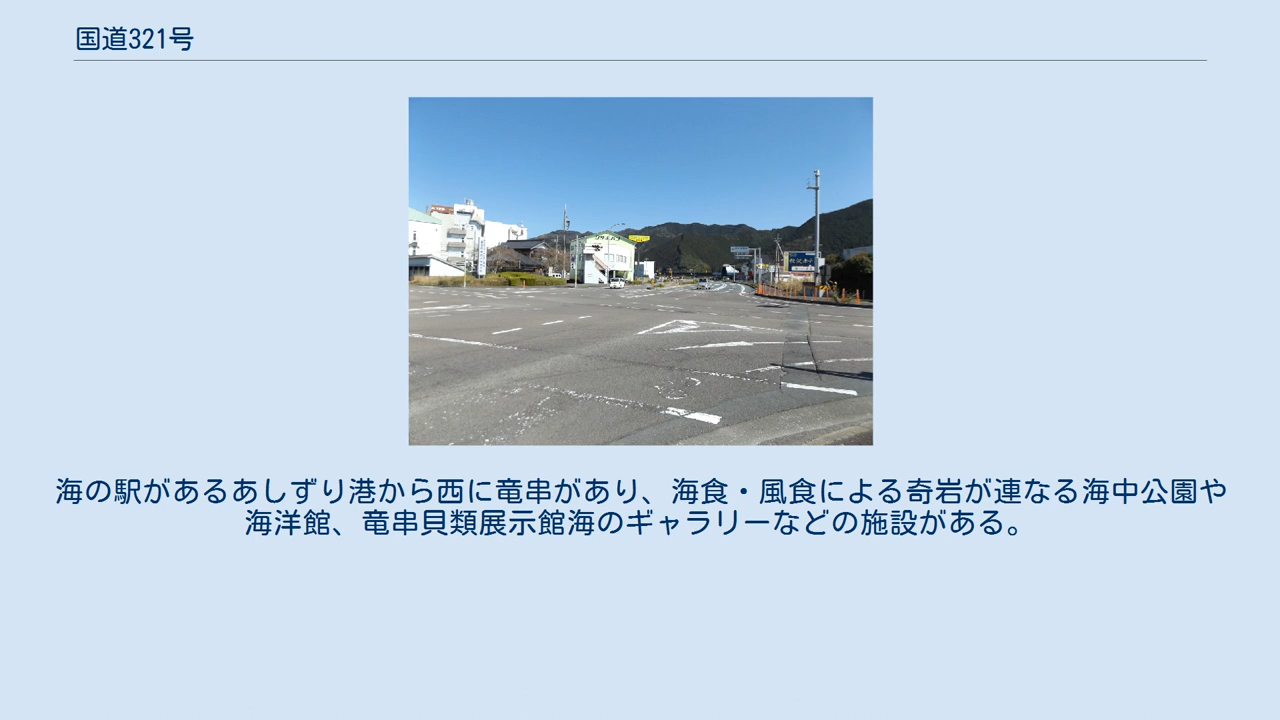 国道321号
海の駅があるあしずり港から西に竜串があり、海食・風食による奇岩が連なる海中公園や
海洋館、竜串貝類展示館海のギャラリーなどの施設がある。